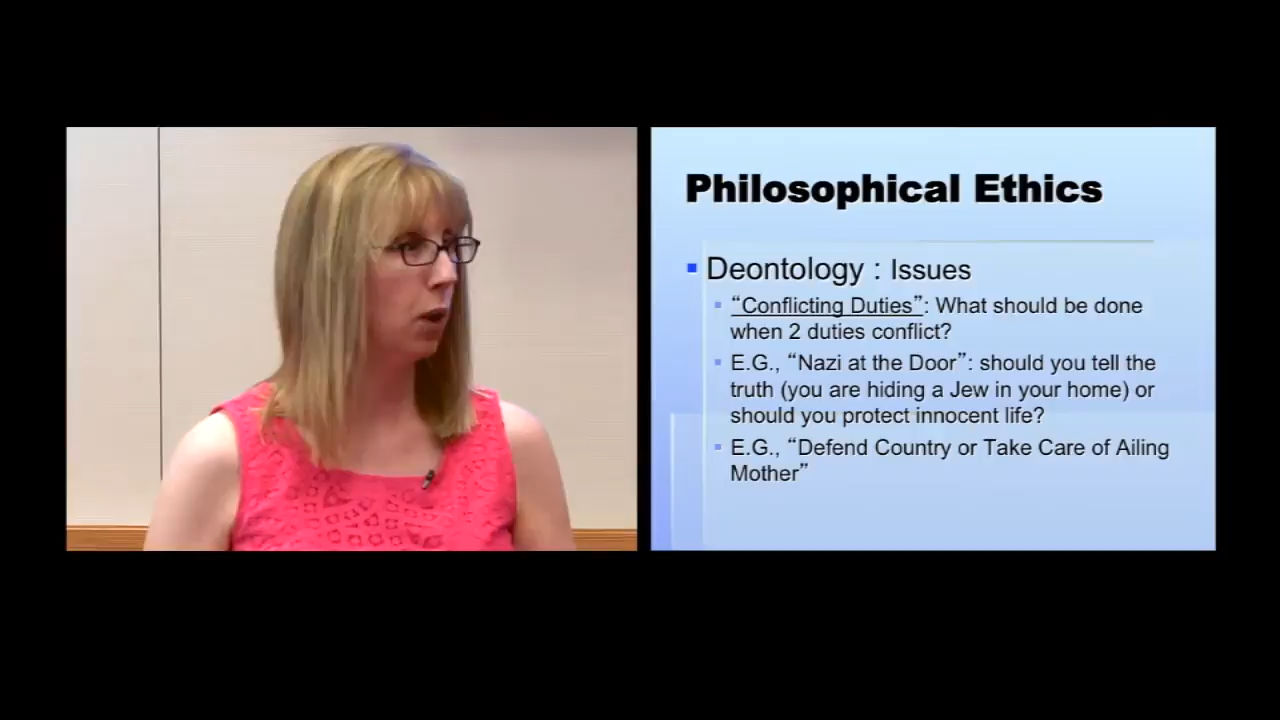 Philosophical Ethics
Deontology : Issues
“Conflicting Duties”: What should be done
when 2 duties conflict?
E.G., “Nazi at the Door”: should you tell the
truth (you are hiding a Jew in your home) or
should you protect innocent life?
E.G., “Defend Country or Take Care of Ailing
Mother”